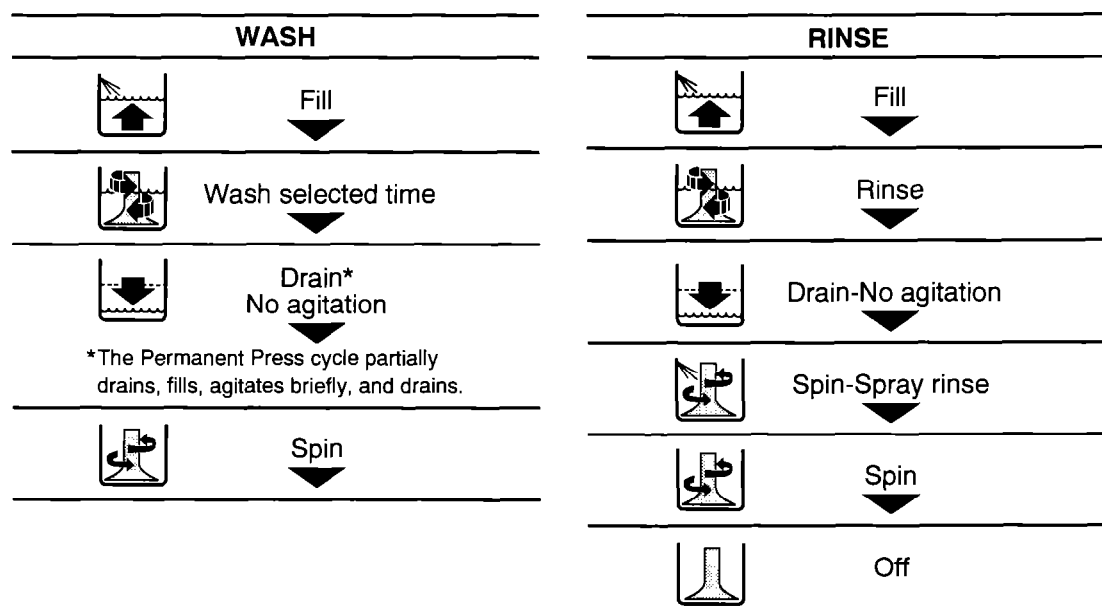 WASH
Fill
Wash selected time
Drain*
No agitation
*The Permanent Press cycle partially
drains, fills, agitates briefly, and drains.
Spin
RINSE
Fill
Rinse
Drain-No agitation
Spin-Spray rinse
Spin
Off